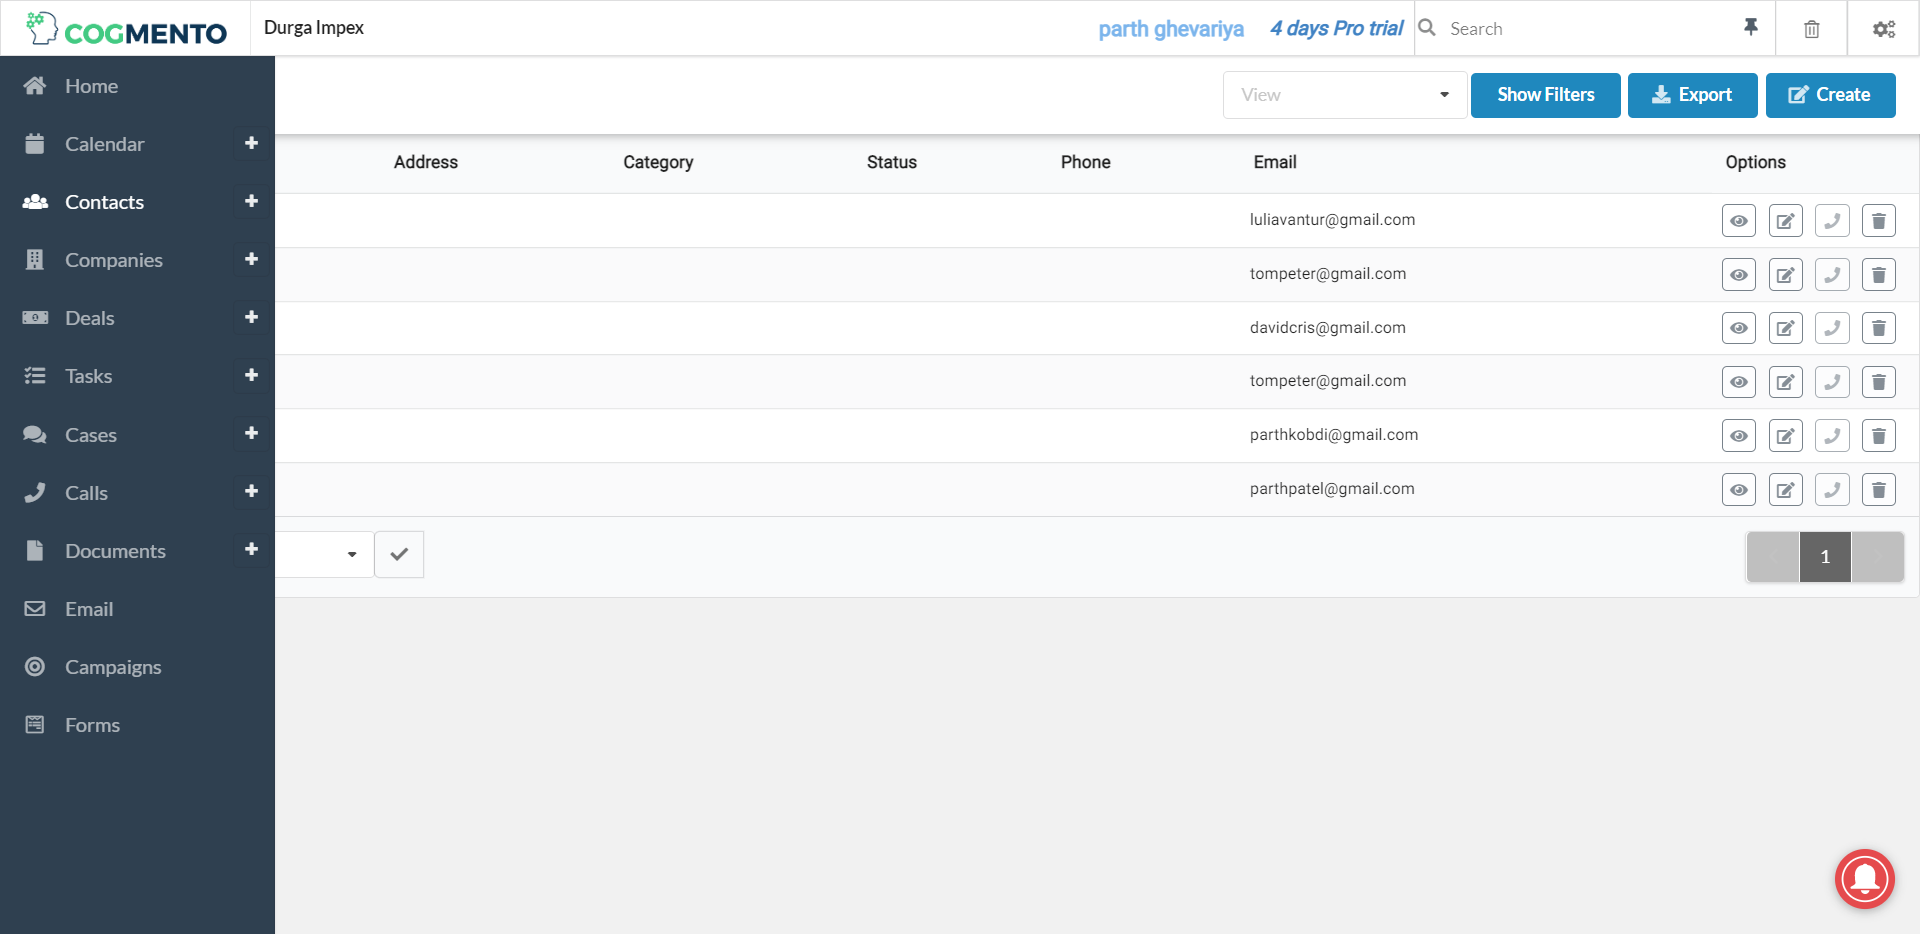 COGMENTO
Durga Impex
parth ghevariya
4 days Pro trial
Search
Home
Calendar
Contacts
Companies
Deals
Tasks
Cases
Calls
Documents
Email
Campaigns
Forms
View
Show Filters
Export
Create
Address Category Status Phone Email Options
luliavantur@gmail.com
tompeter@gmail.com
davidcris@gmail.com
tompeter@gmail.com
parthkobdi@gmail.com
parthpatel@gmail.com
1